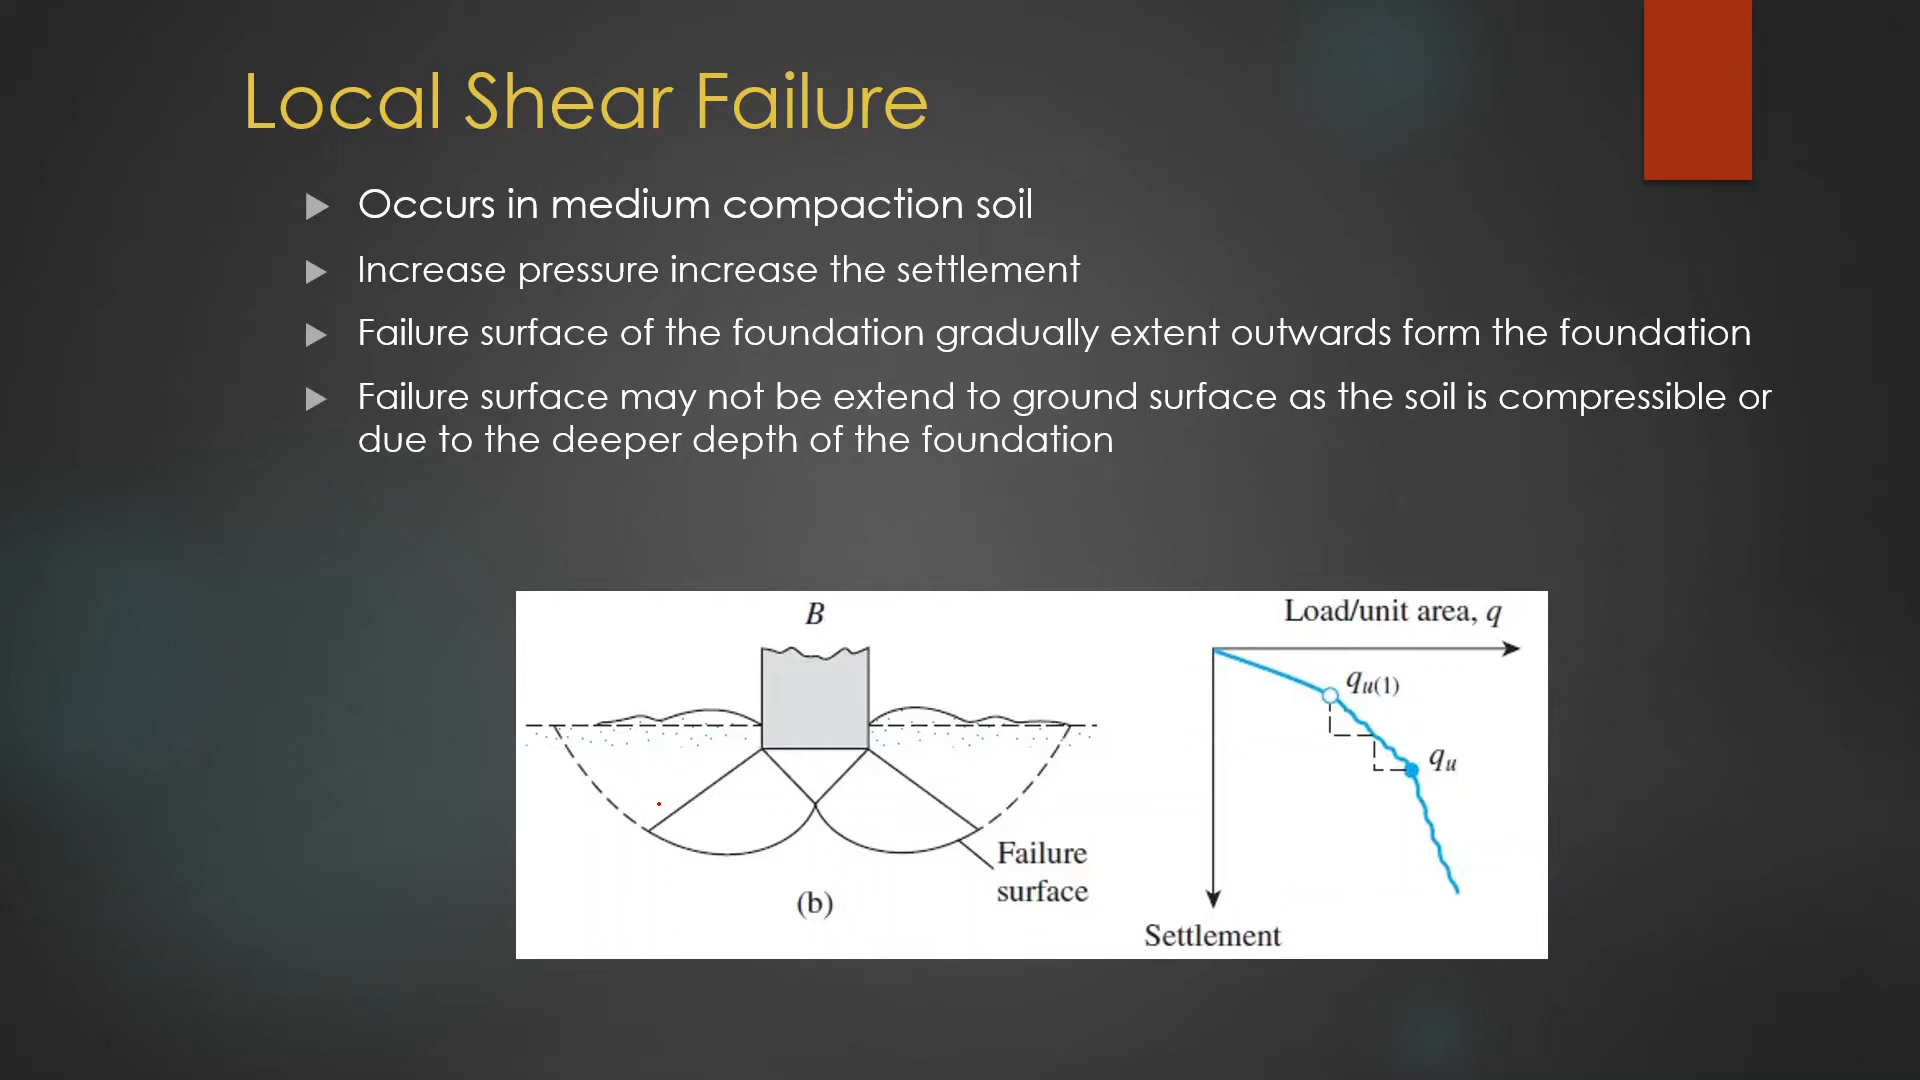 Local Shear Failure
Occurs in medium compaction soil
Increase pressure increase the settlement
Failure surface of the foundation gradually extent outwards form the foundation
Failure surface may not be extend to ground surface as the soil is compressible or
due to the deeper depth of the foundation
B
Failure
surface
(b)
Load/unit area, q
qu(1)
qu
Settlement